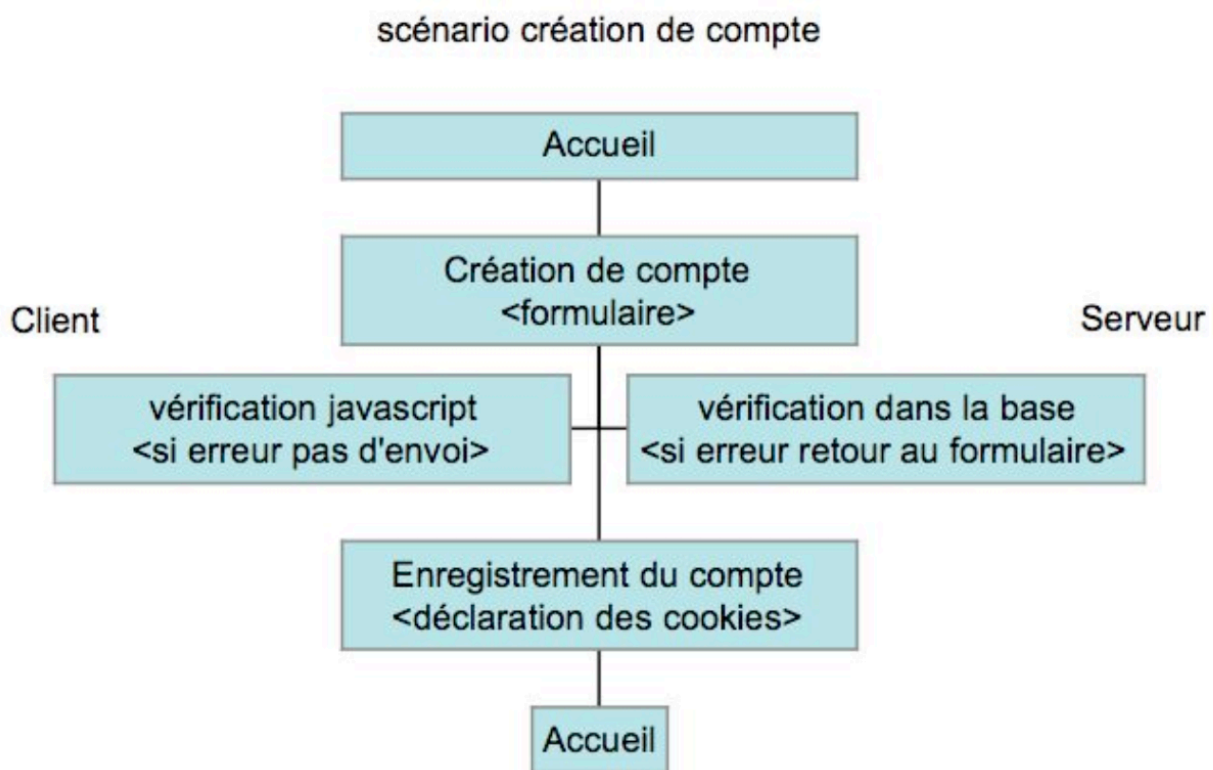 scénario création de compte
Accueil
Création de compte
<formulaire>
Client
Serveur
vérification javascript
<si erreur pas d'envoi>
vérification dans la base
<si erreur retour au formulaire>
Enregistrement du compte
<déclaration des cookies>
Accueil